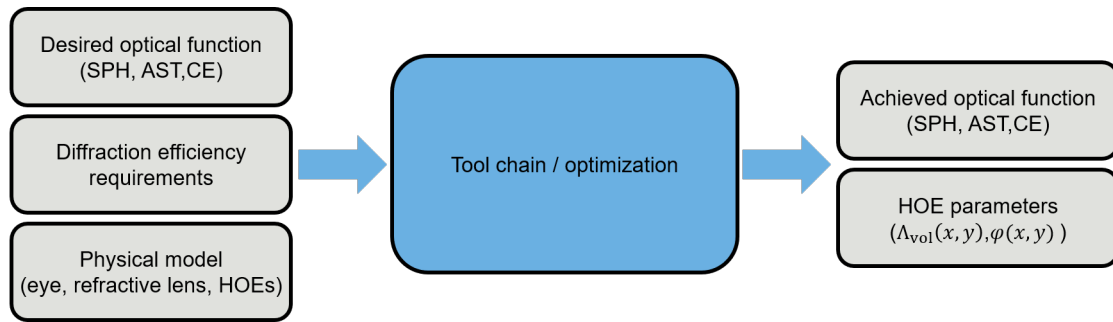 Desired optical function
(SPH, AST,CE)
Diffraction efficiency
requirements
Physical model
(eye, refractive lens, HOEs)
Tool chain / optimization
Achieved optical function
(SPH, AST,CE)
HOE parameters
(Λvol(x, y),φ(x, y) )